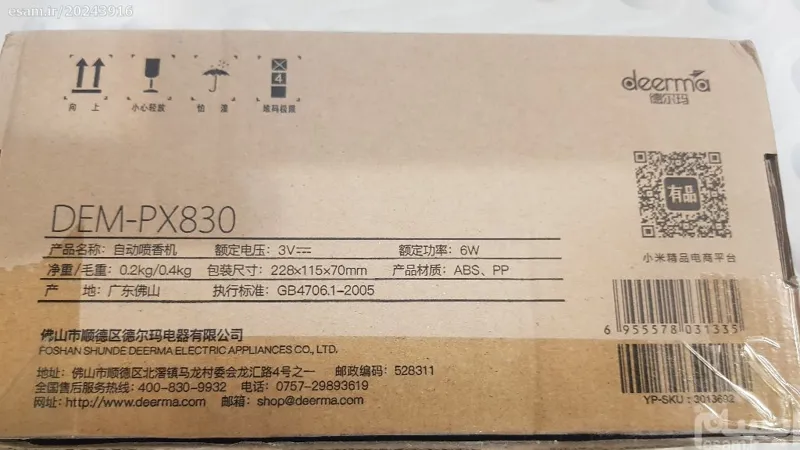 esam.ir/20243916
4
向 上 小心轻放 怕 湿 堆码极限
deerma
德尔玛
有品
小米精品电商平台
DEM-PX830
产品名称: 自动喷香机 额定电压: 3V⎓ 额定功率: 6W
净重/毛重: 0.2kg/0.4kg 包装尺寸: 228x115x70mm 产品材质: ABS、PP
产 地: 广东佛山 执行标准: GB4706.1-2005
6 955578 031335
佛山市顺德区德尔玛电器有限公司
FOSHAN SHUNDE DEERMA ELECTRIC APPLIANCES CO., LTD.
地址: 佛山市顺德区北滘镇马龙村委会龙汇路4号之一 邮政编码: 528311
全国售后服务热线: 400-830-9932 电话: 0757-29893619
网址: http://www.deerma.com 邮箱: shop@deerma.com
YP-SKU : 3013692